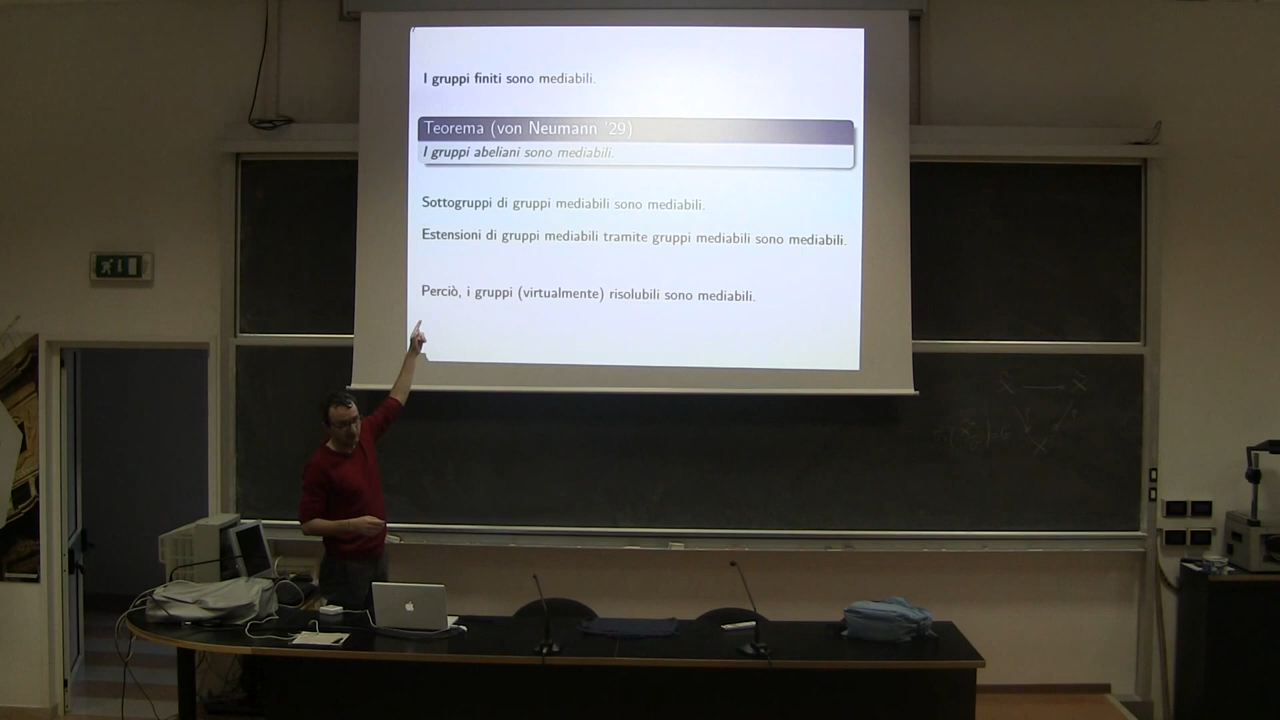 I gruppi finiti sono mediabili.
Teorema (von Neumann '29)
I gruppi abeliani sono mediabili.
Sottogruppi di gruppi mediabili sono mediabili.
Estensioni di gruppi mediabili tramite gruppi mediabili sono mediabili.
Perciò, i gruppi (virtualmente) risolubili sono mediabili.